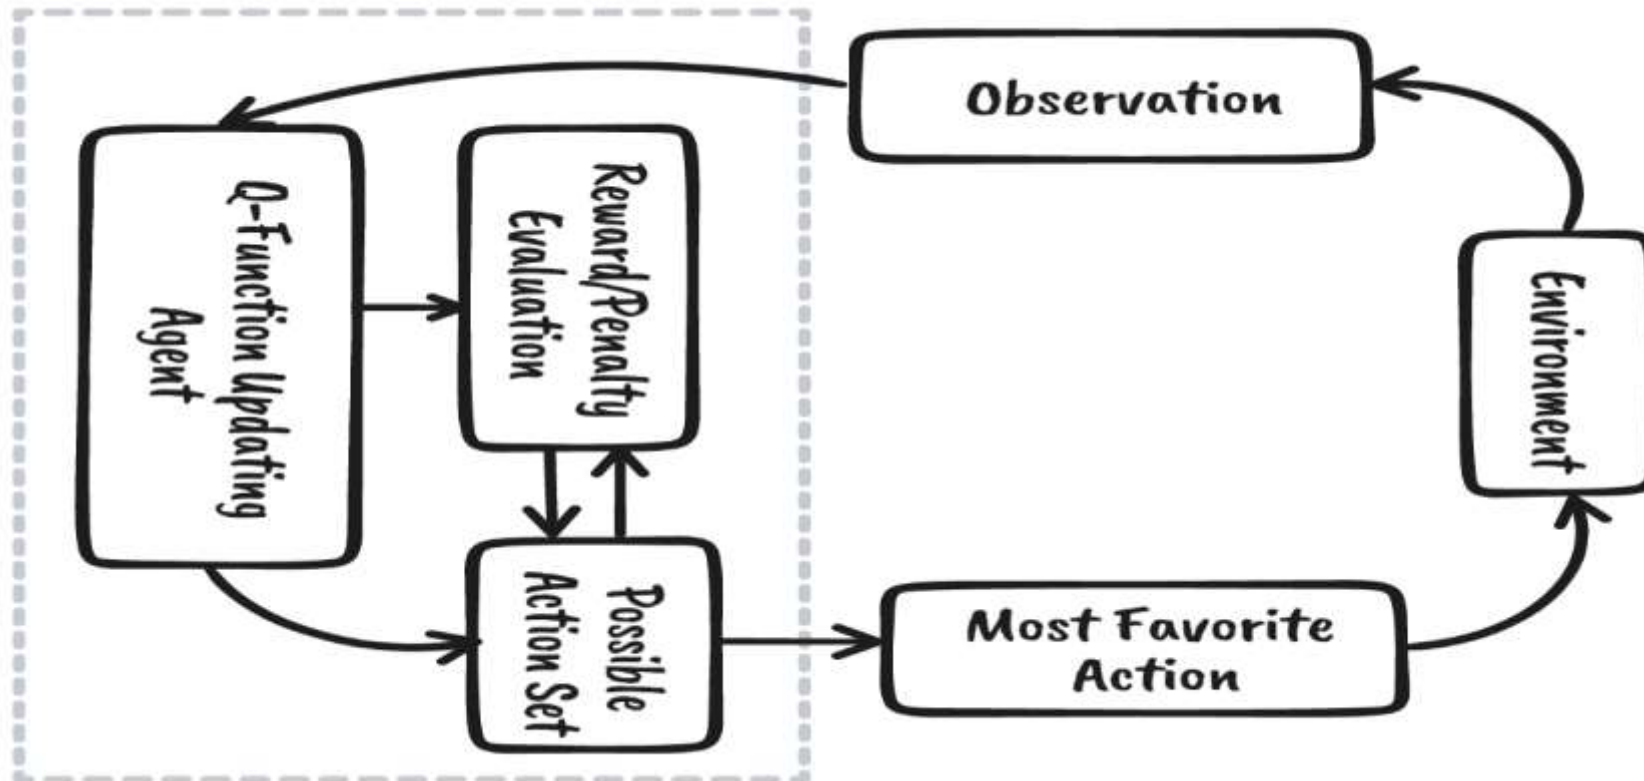 Observation
Q-Function Updating
Agent
Reward/Penalty
Evaluation
Environment
Possible
Action Set
Most Favorite
Action